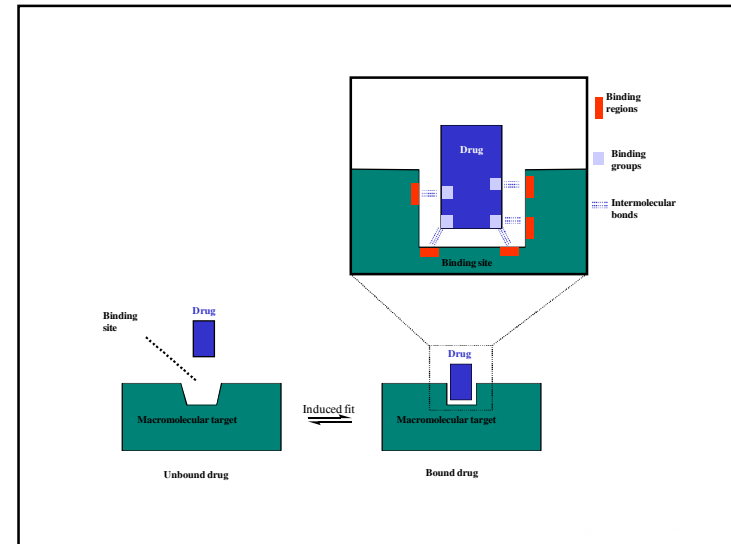 Binding
regions
Drug
Binding
groups
Intermolecular
bonds
Binding site
Binding
site
Drug
Drug
Induced fit
Macromolecular target
Macromolecular target
Unbound drug
Bound drug